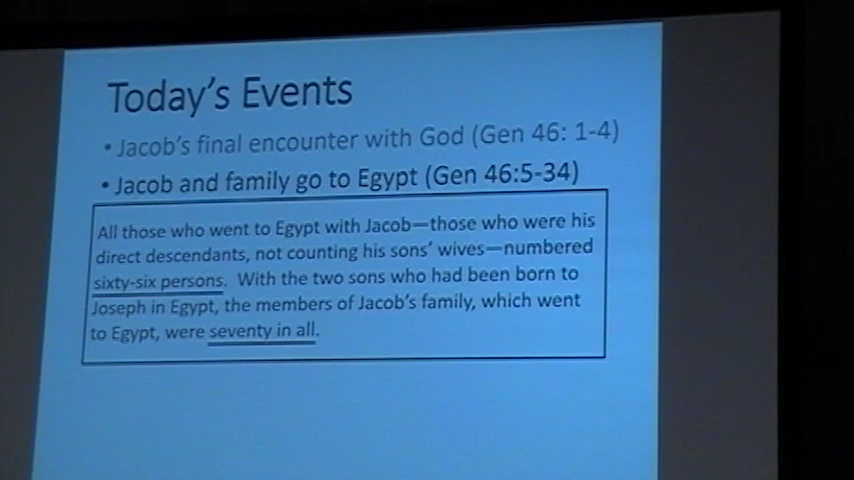 Today's Events
• Jacob's final encounter with God (Gen 46: 1-4)
• Jacob and family go to Egypt (Gen 46:5-34)
All those who went to Egypt with Jacob—those who were his
direct descendants, not counting his sons' wives—numbered
sixty-six persons. With the two sons who had been born to
Joseph in Egypt, the members of Jacob's family, which went
to Egypt, were seventy in all.